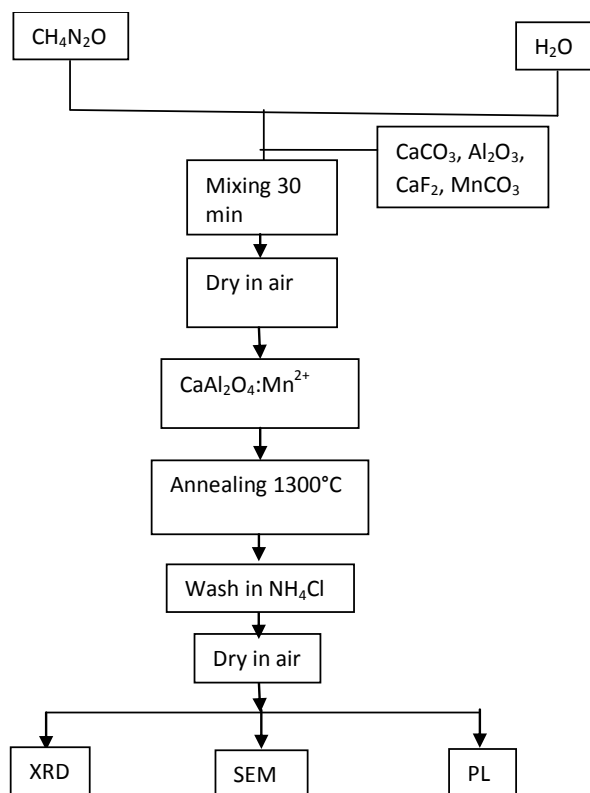 CH₄N₂O
H₂O
CaCO₃, Al₂O₃,
CaF₂, MnCO₃
Mixing 30
min
Dry in air
CaAl₂O₄:Mn²⁺
Annealing 1300°C
Wash in NH₄Cl
Dry in air
XRD
SEM
PL